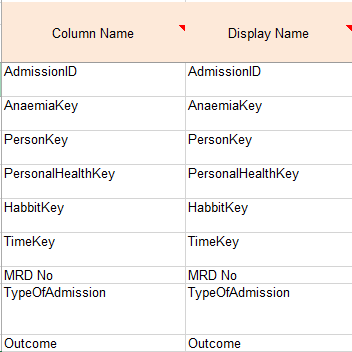 Column Name Display Name
AdmissionID AdmissionID
AnaemiaKey AnaemiaKey
PersonKey PersonKey
PersonalHealthKey PersonalHealthKey
HabbitKey HabbitKey
TimeKey TimeKey
MRD No MRD No
TypeOfAdmission TypeOfAdmission
Outcome Outcome